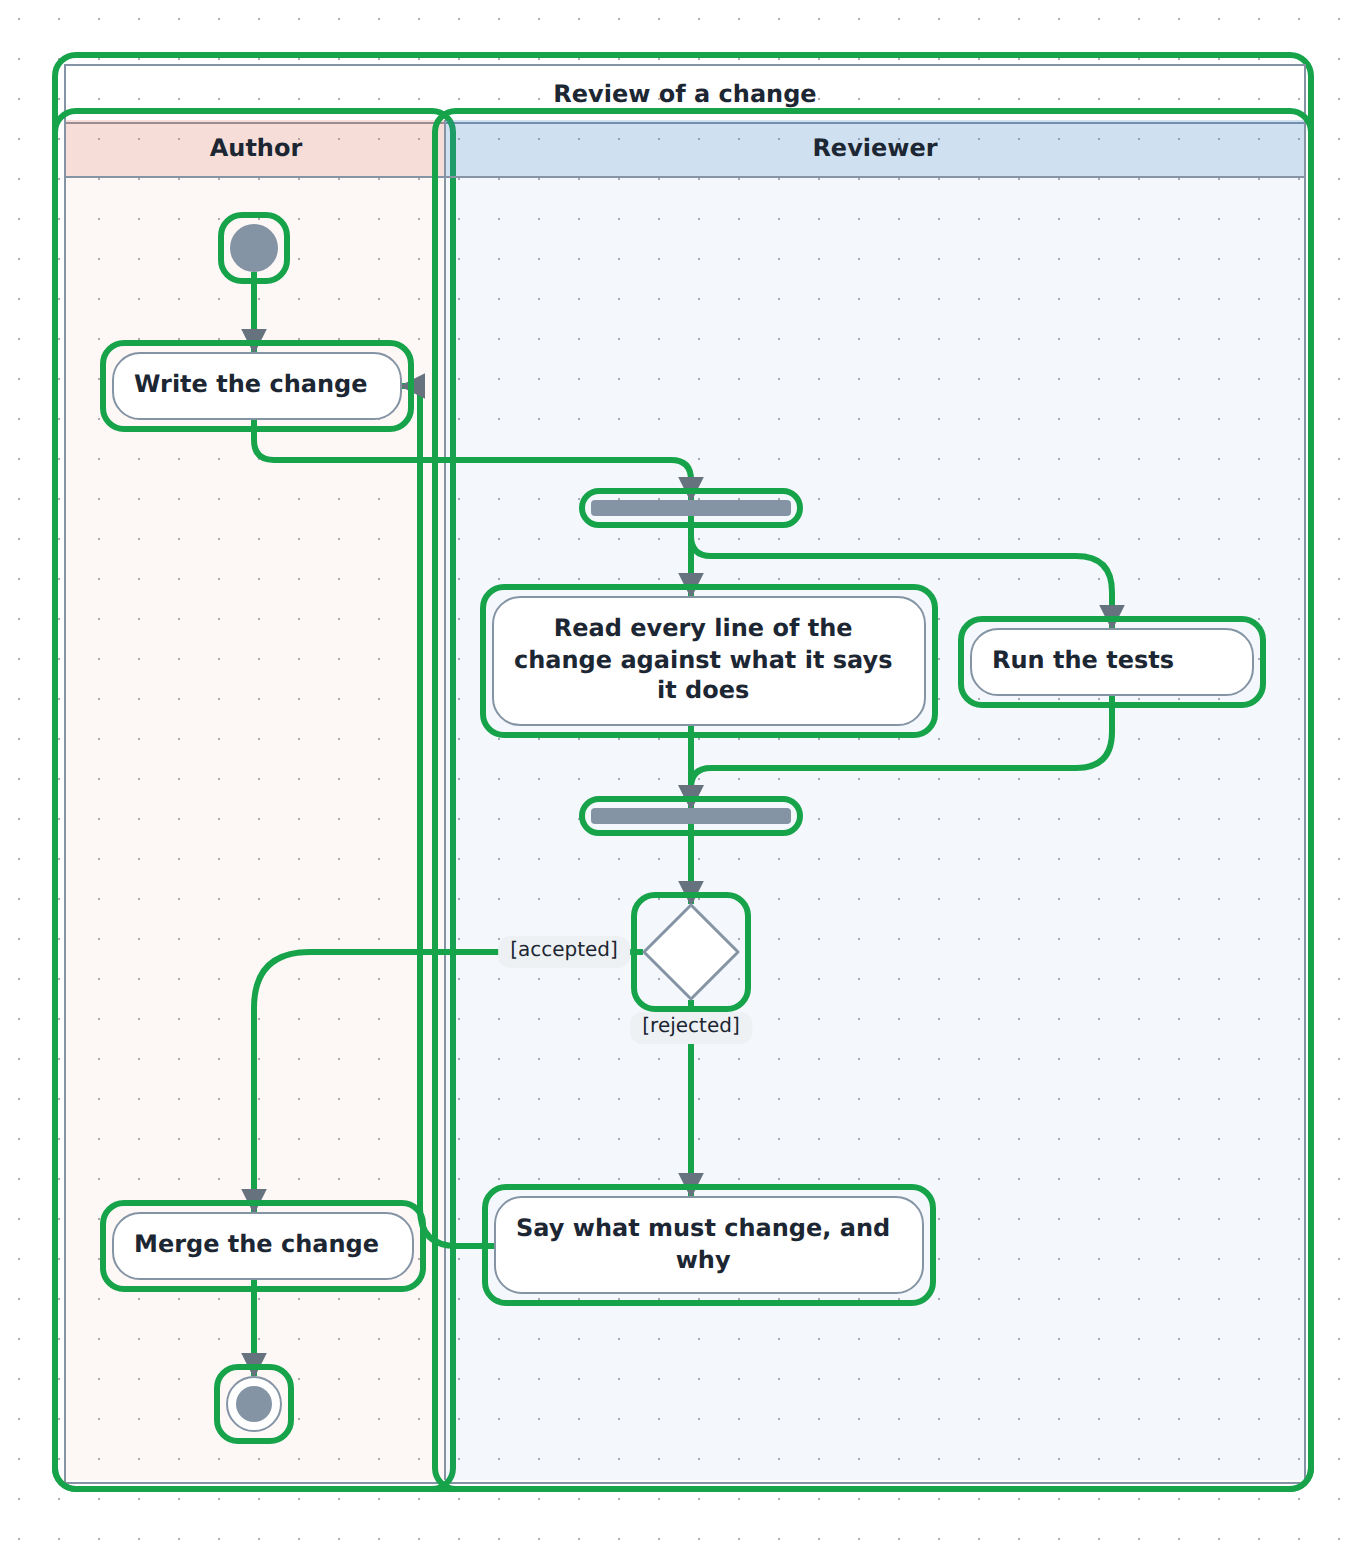 Review of a change
Author
Reviewer
Write the change
Read every line of the
change against what it says
it does
Run the tests
[accepted]
[rejected]
Merge the change
Say what must change, and
why